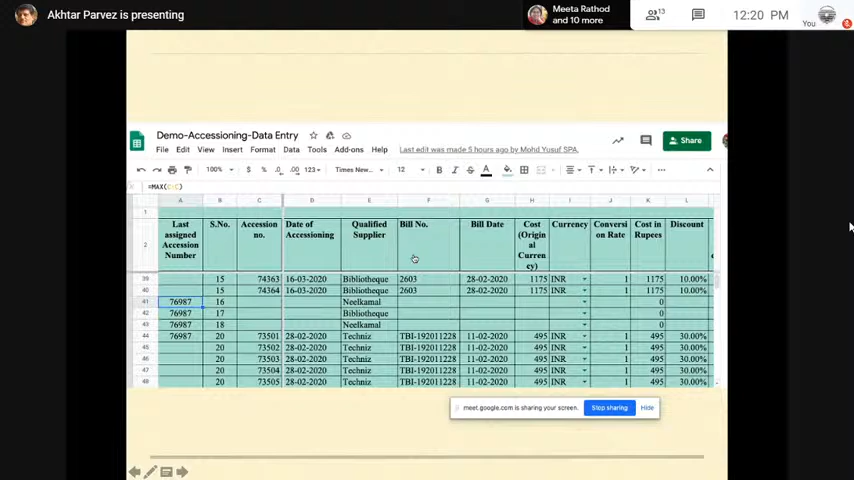 Akhtar Parvez is presenting
Meeta Rathod
and 10 more
13
12:20 PM
You
Demo-Accessioning-Data Entry
File Edit View Insert Format Data Tools Add-ons Help Last edit was made 5 hours ago by Mohd Yusuf SPA.
Share
100% $ % .0 .00 123 Times New... 12 B I S A
=MAX(C:C)
A B C D E F G H I J K L
1
2 Last assigned Accession Number S.No. Accession no. Date of Accessioning Qualified Supplier Bill No. Bill Date Cost (Original Currency) Currency Conversion Rate Cost in Rupees Discount
39 15 74363 16-03-2020 Bibliotheque 2603 28-02-2020 1175 INR 1 1175 10.00%
40 15 74364 16-03-2020 Bibliotheque 2603 28-02-2020 1175 INR 1 1175 10.00%
41 76987 16 Neelkamal 0
42 76987 17 Bibliotheque 0
43 76987 18 Neelkamal 0
44 76987 20 73501 28-02-2020 Techniz TBI-192011228 11-02-2020 495 INR 1 495 30.00%
45 20 73502 28-02-2020 Techniz TBI-192011228 11-02-2020 495 INR 1 495 30.00%
46 20 73503 28-02-2020 Techniz TBI-192011228 11-02-2020 495 INR 1 495 30.00%
47 20 73504 28-02-2020 Techniz TBI-192011228 11-02-2020 495 INR 1 495 30.00%
48 20 73505 28-02-2020 Techniz TBI-192011228 11-02-2020 495 INR 1 495 30.00%
meet.google.com is sharing your screen. Stop sharing Hide